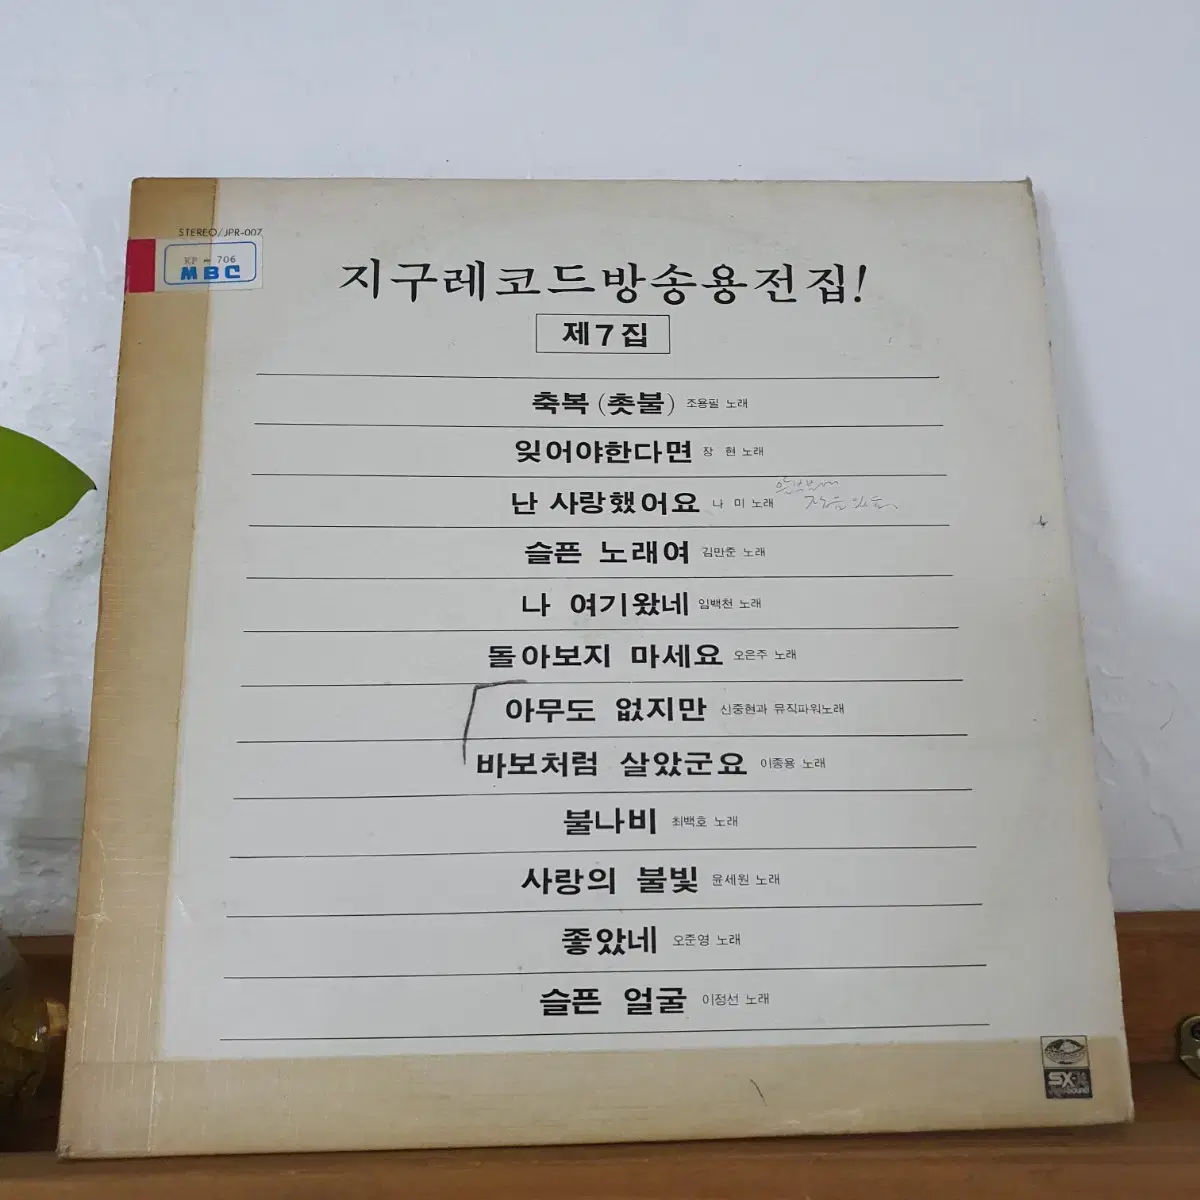 STEREO/JPR-007
KP - 706
MBC
지구레코드방송용전집!
제7집
축복 (촛불) 조용필 노래
잊어야한다면 장 현 노래
난 사랑했어요 나 미 노래
슬픈 노래여 김만준 노래
나 여기왔네 임백천 노래
돌아보지 마세요 오은주 노래
아무도 없지만 신중현과 뮤직파워노래
바보처럼 살았군요 이종용 노래
불나비 최백호 노래
사랑의 불빛 윤세원 노래
좋았네 오준영 노래
슬픈 얼굴 이정선 노래